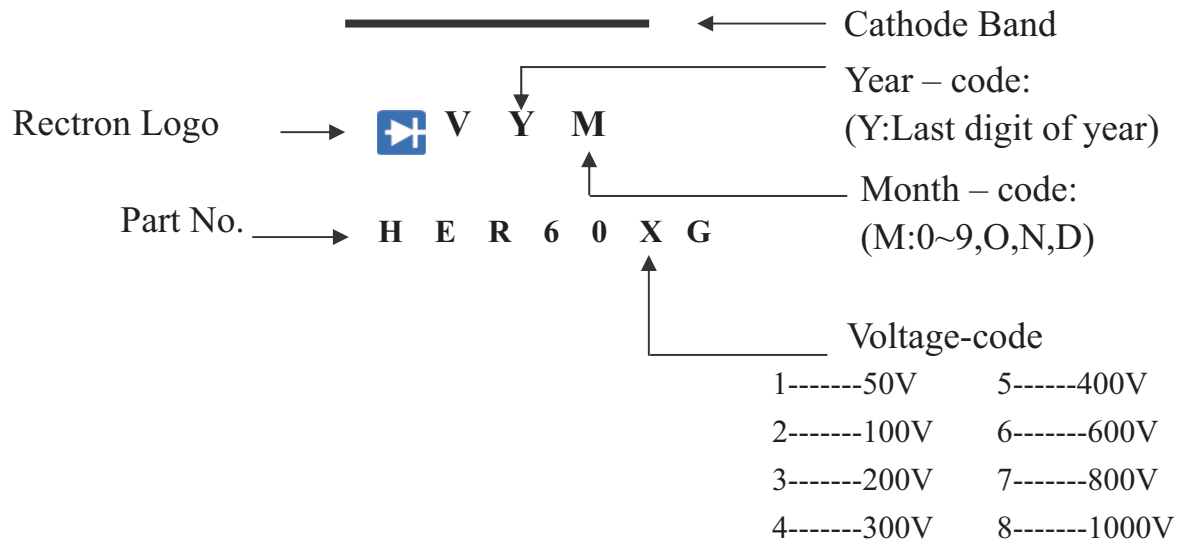 Cathode Band
Year – code:
(Y:Last digit of year)
Rectron Logo
V Y M
Month – code:
(M:0~9,O,N,D)
Part No.
H E R 6 0 X G
Voltage-code
1-------50V 5------400V
2-------100V 6-------600V
3-------200V 7-------800V
4-------300V 8-------1000V